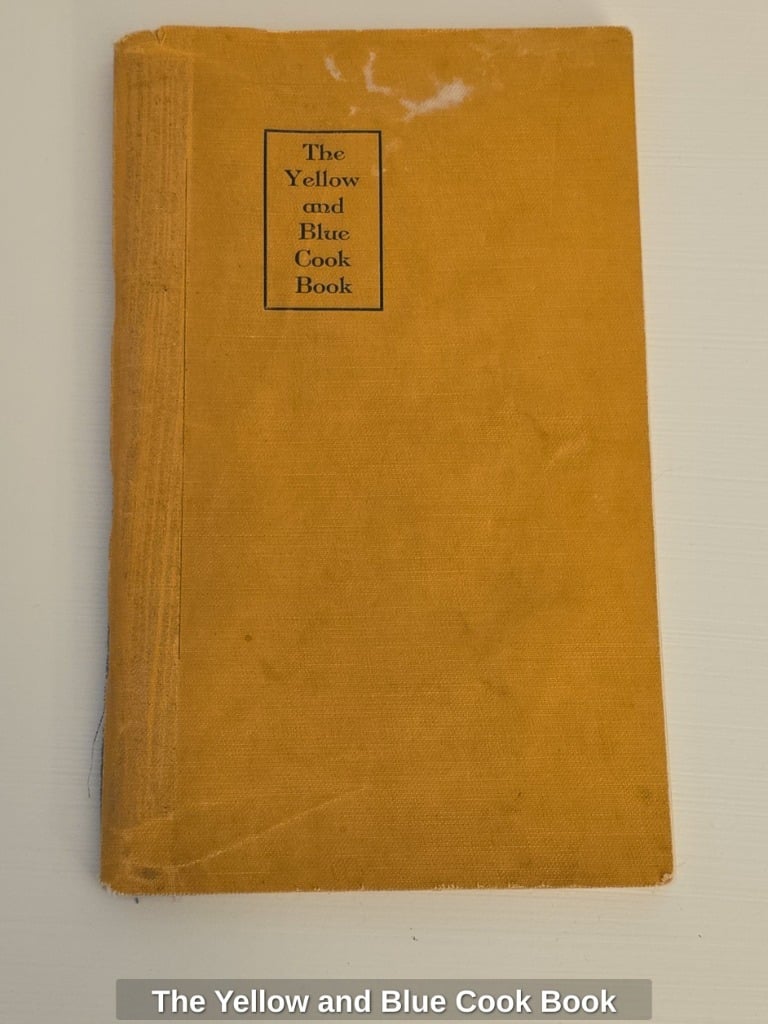 The
Yellow
and
Blue
Cook
Book
The Yellow and Blue Cook Book